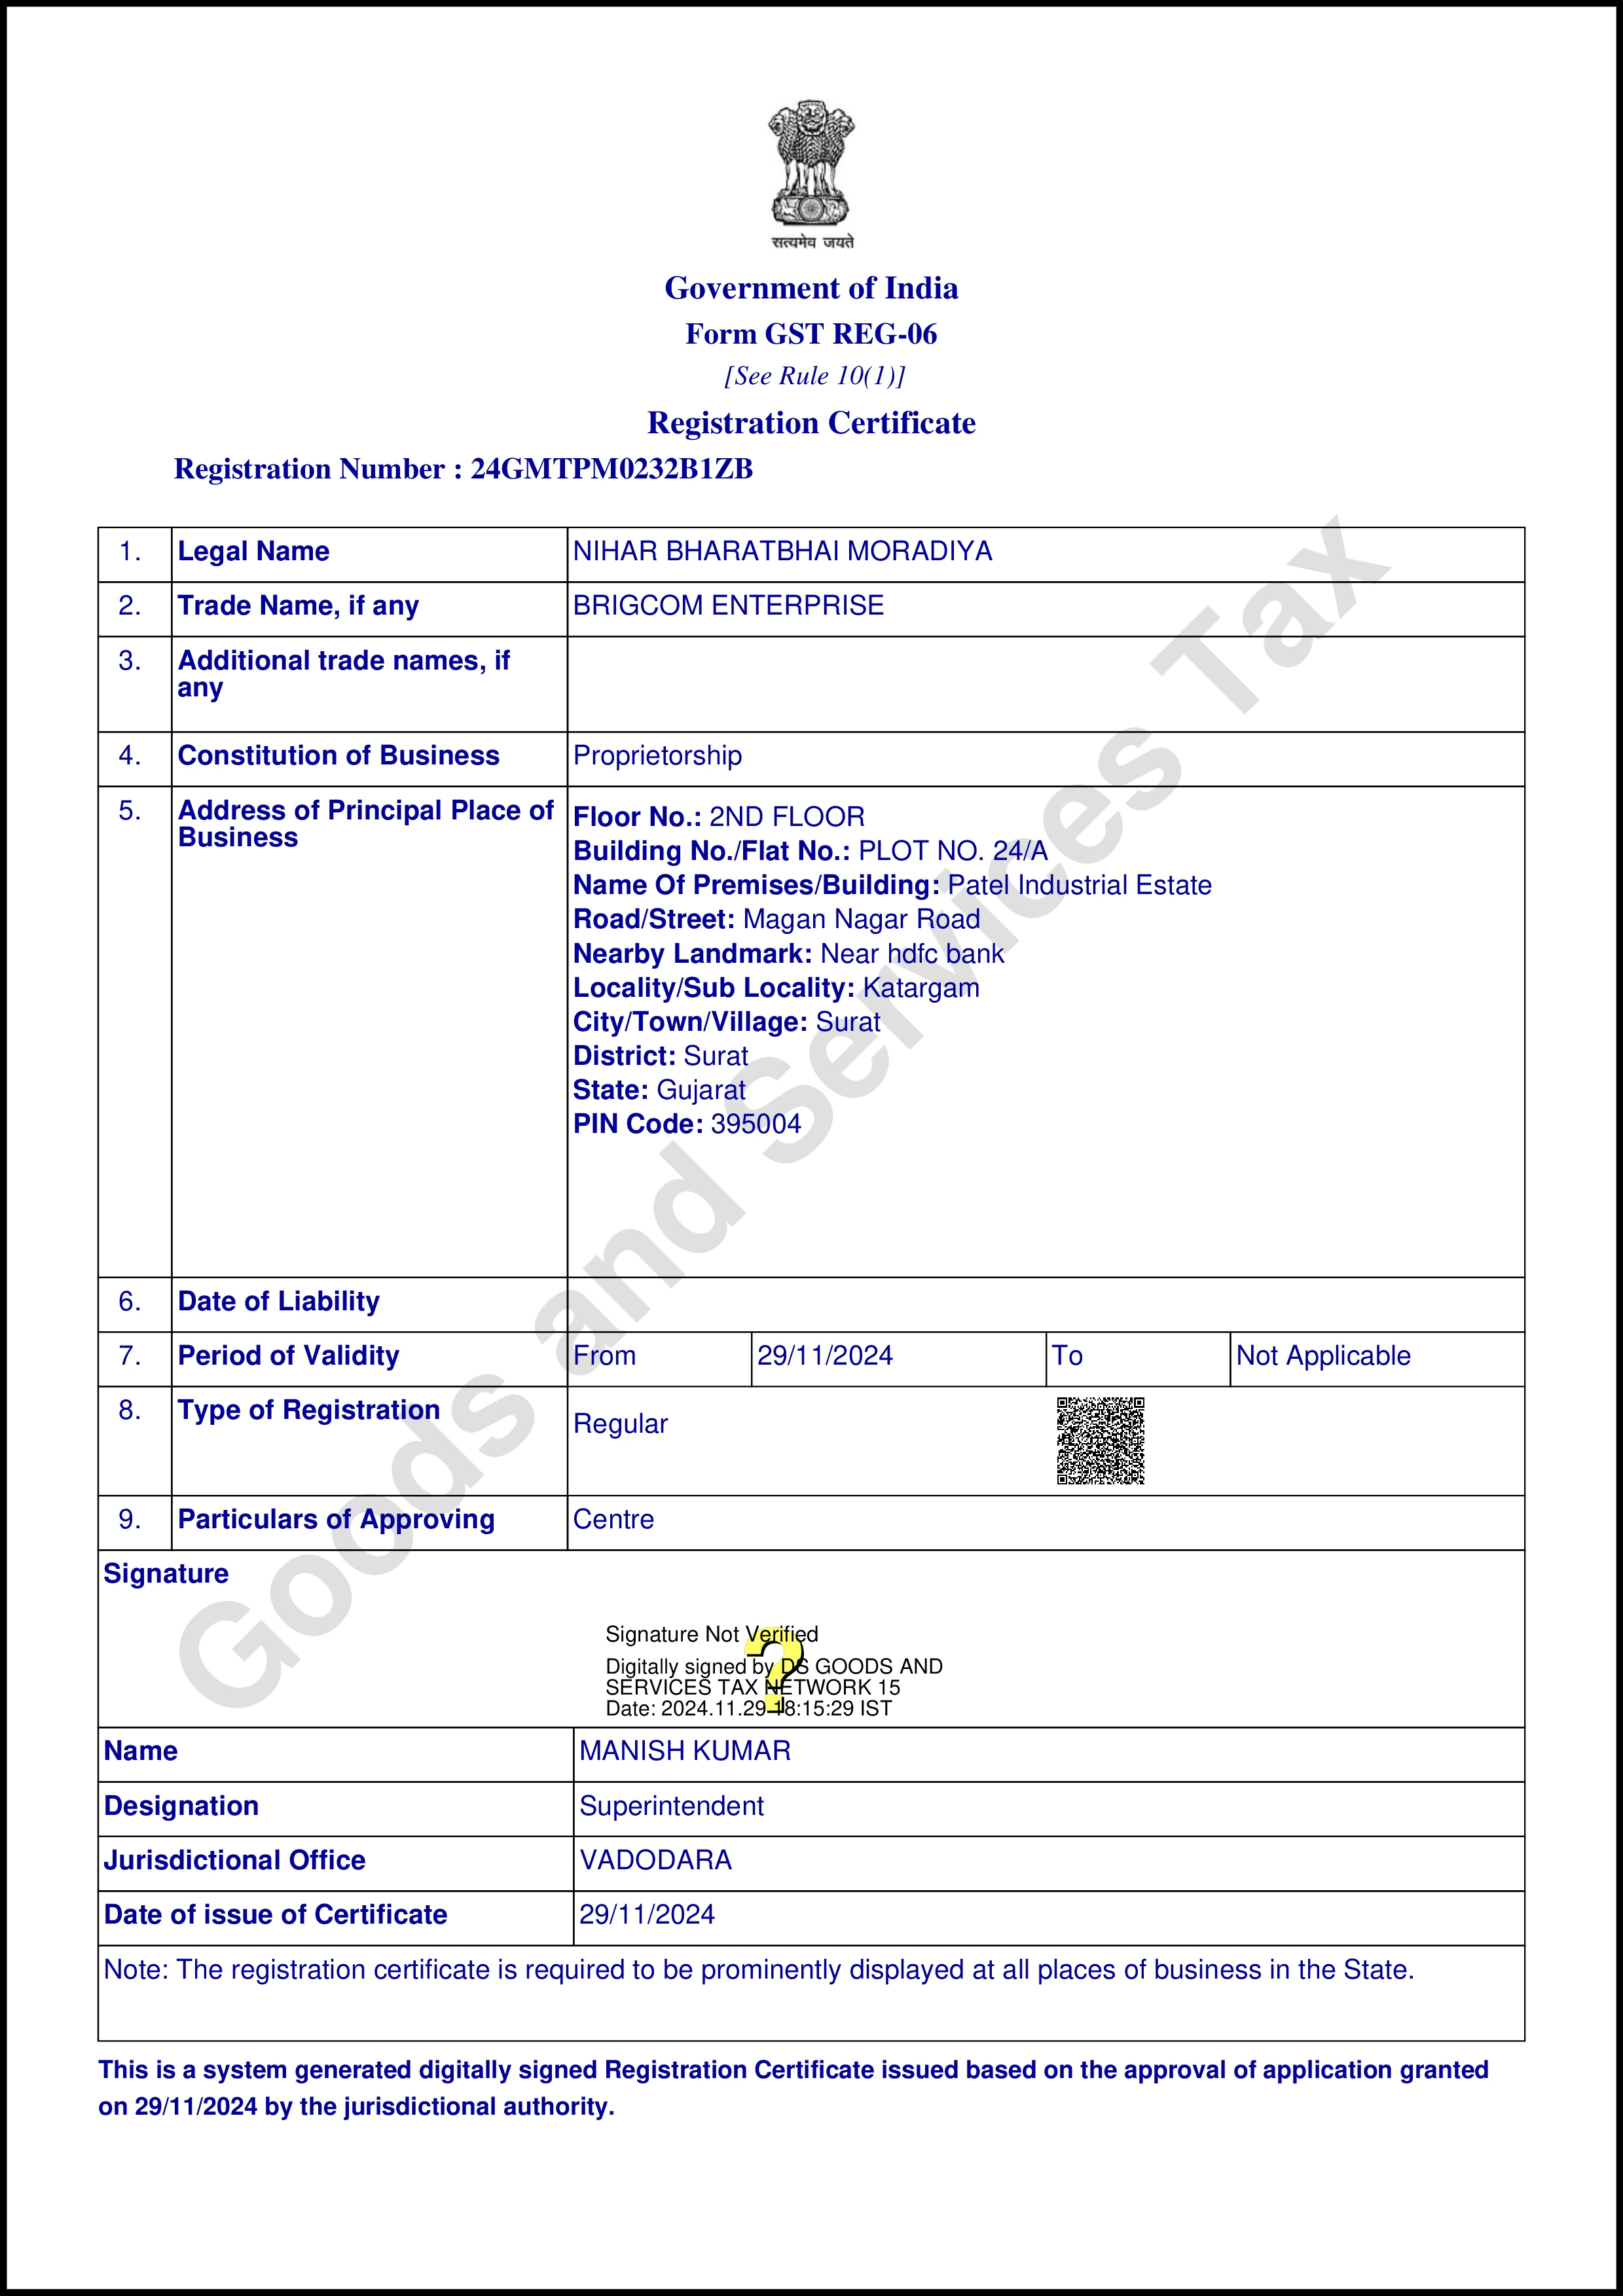 सत्यमेव जयते
Government of India
Form GST REG-06
[See Rule 10(1)]
Registration Certificate
Registration Number : 24GMTPM0232B1ZB
1. Legal Name NIHAR BHARATBHAI MORADIYA
2. Trade Name, if any BRIGCOM ENTERPRISE
3. Additional trade names, if
any
4. Constitution of Business Proprietorship
5. Address of Principal Place of
Business
Floor No.: 2ND FLOOR
Building No./Flat No.: PLOT NO. 24/A
Name Of Premises/Building: Patel Industrial Estate
Road/Street: Magan Nagar Road
Nearby Landmark: Near hdfc bank
Locality/Sub Locality: Katargam
City/Town/Village: Surat
District: Surat
State: Gujarat
PIN Code: 395004
6. Date of Liability
7. Period of Validity From 29/11/2024 To Not Applicable
8. Type of Registration Regular
9. Particulars of Approving Centre
Signature
Signature Not Verified
Digitally signed by DS GOODS AND
SERVICES TAX NETWORK 15
Date: 2024.11.29 18:15:29 IST
?
Name MANISH KUMAR
Designation Superintendent
Jurisdictional Office VADODARA
Date of issue of Certificate 29/11/2024
Note: The registration certificate is required to be prominently displayed at all places of business in the State.
This is a system generated digitally signed Registration Certificate issued based on the approval of application granted
on 29/11/2024 by the jurisdictional authority.
Goods and Services Tax